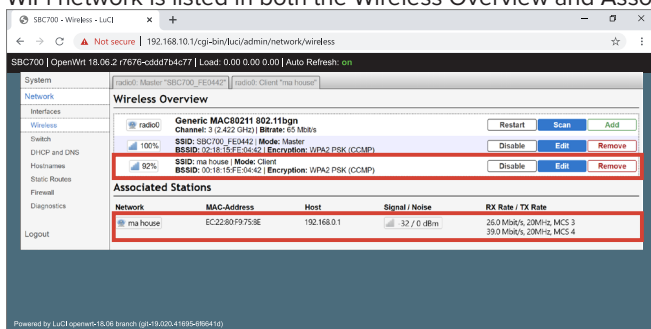 WiFi network is listed in both the Wireless Overview and Asso
SBC700 - Wireless - LuCI
Not secure | 192.168.10.1/cgi-bin/luci/admin/network/wireless
SBC700 | OpenWrt 18.06.2 r7676-cddd7b4c77 | Load: 0.00 0.00 0.00 | Auto Refresh: on
System
Network
Interfaces
Wireless
Switch
DHCP and DNS
Hostnames
Static Routes
Firewall
Diagnostics
Logout
radio0: Master "SBC700_FE0442" radio0: Client "ma house"
Wireless Overview
radio0 Generic MAC80211 802.11bgn Restart Scan Add
Channel: 3 (2.422 GHz) | Bitrate: 65 Mbit/s
100% SSID: SBC700_FE0442 | Mode: Master Disable Edit Remove
BSSID: 02:18:15:FE:04:42 | Encryption: WPA2 PSK (CCMP)
92% SSID: ma house | Mode: Client Disable Edit Remove
BSSID: 00:18:15:FE:04:42 | Encryption: WPA2 PSK (CCMP)
Associated Stations
Network MAC-Address Host Signal / Noise RX Rate / TX Rate
ma house EC:22:80:F9:75:8E 192.168.0.1 -32 / 0 dBm 26.0 Mbit/s, 20MHz, MCS 3
39.0 Mbit/s, 20MHz, MCS 4
Powered by LuCI openwrt-18.06 branch (git-19.020.41695-6f6641d)